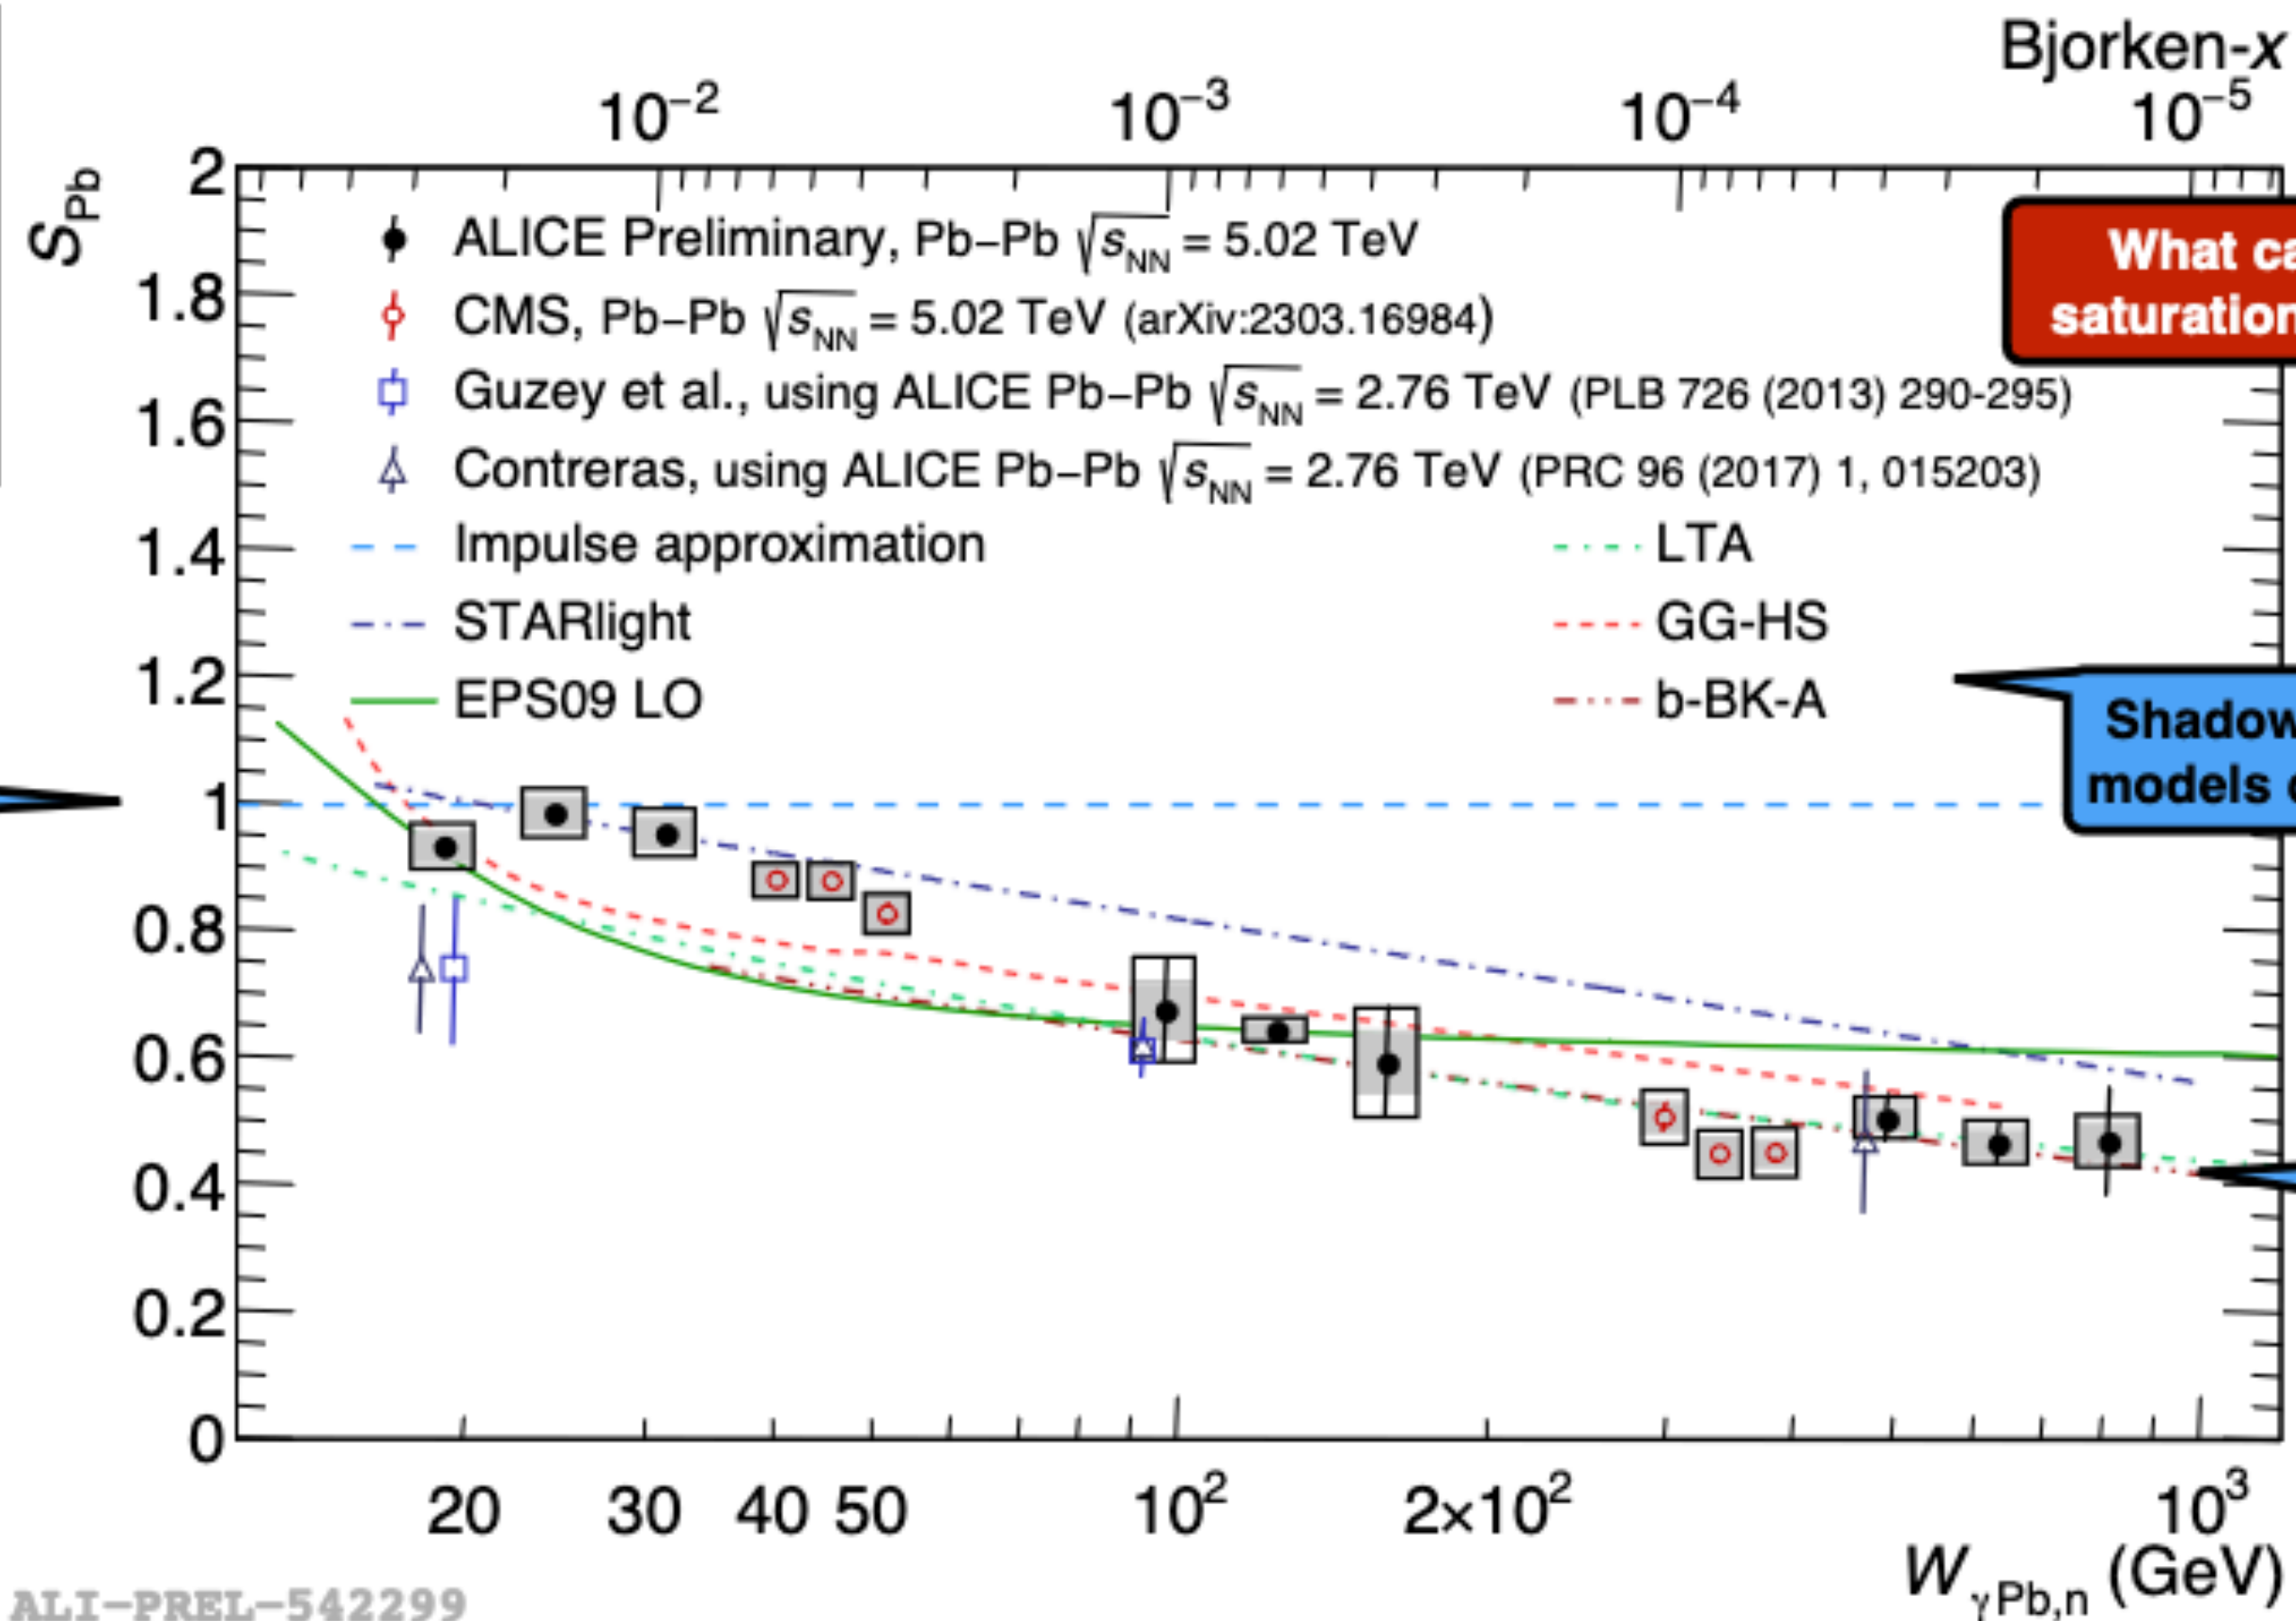 Bjorken-x
10⁻² 10⁻³ 10⁻⁴ 10⁻⁵
S_Pb
2
1.8
1.6
1.4
1.2
1
0.8
0.6
0.4
0.2
0
ALICE Preliminary, Pb−Pb √s_NN = 5.02 TeV
CMS, Pb−Pb √s_NN = 5.02 TeV (arXiv:2303.16984)
Guzey et al., using ALICE Pb−Pb √s_NN = 2.76 TeV (PLB 726 (2013) 290-295)
Contreras, using ALICE Pb−Pb √s_NN = 2.76 TeV (PRC 96 (2017) 1, 015203)
Impulse approximation
STARlight
EPS09 LO
LTA
GG-HS
b-BK-A
What ca
saturation
Shadow
models
20 30 40 50 10² 2×10² 10³
W_γPb,n (GeV)
ALI−PREL−542299